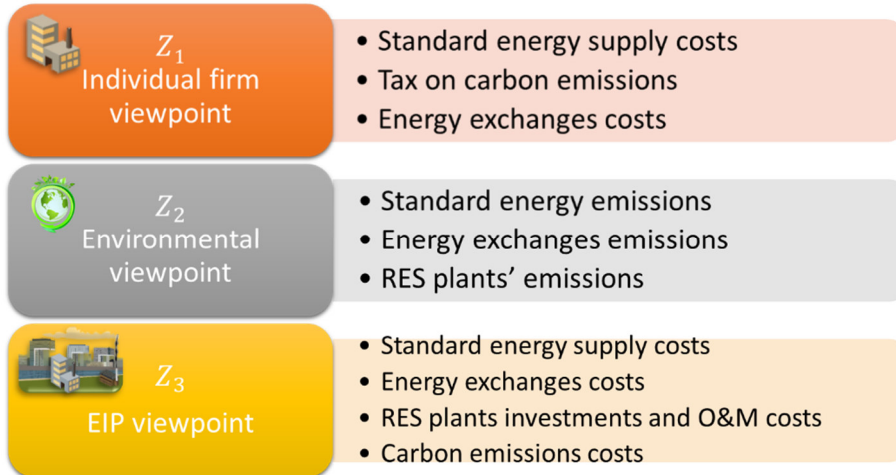 Z₁
Individual firm
viewpoint
• Standard energy supply costs
• Tax on carbon emissions
• Energy exchanges costs
Z₂
Environmental
viewpoint
• Standard energy emissions
• Energy exchanges emissions
• RES plants’ emissions
Z₃
EIP viewpoint
• Standard energy supply costs
• Energy exchanges costs
• RES plants investments and O&M costs
• Carbon emissions costs